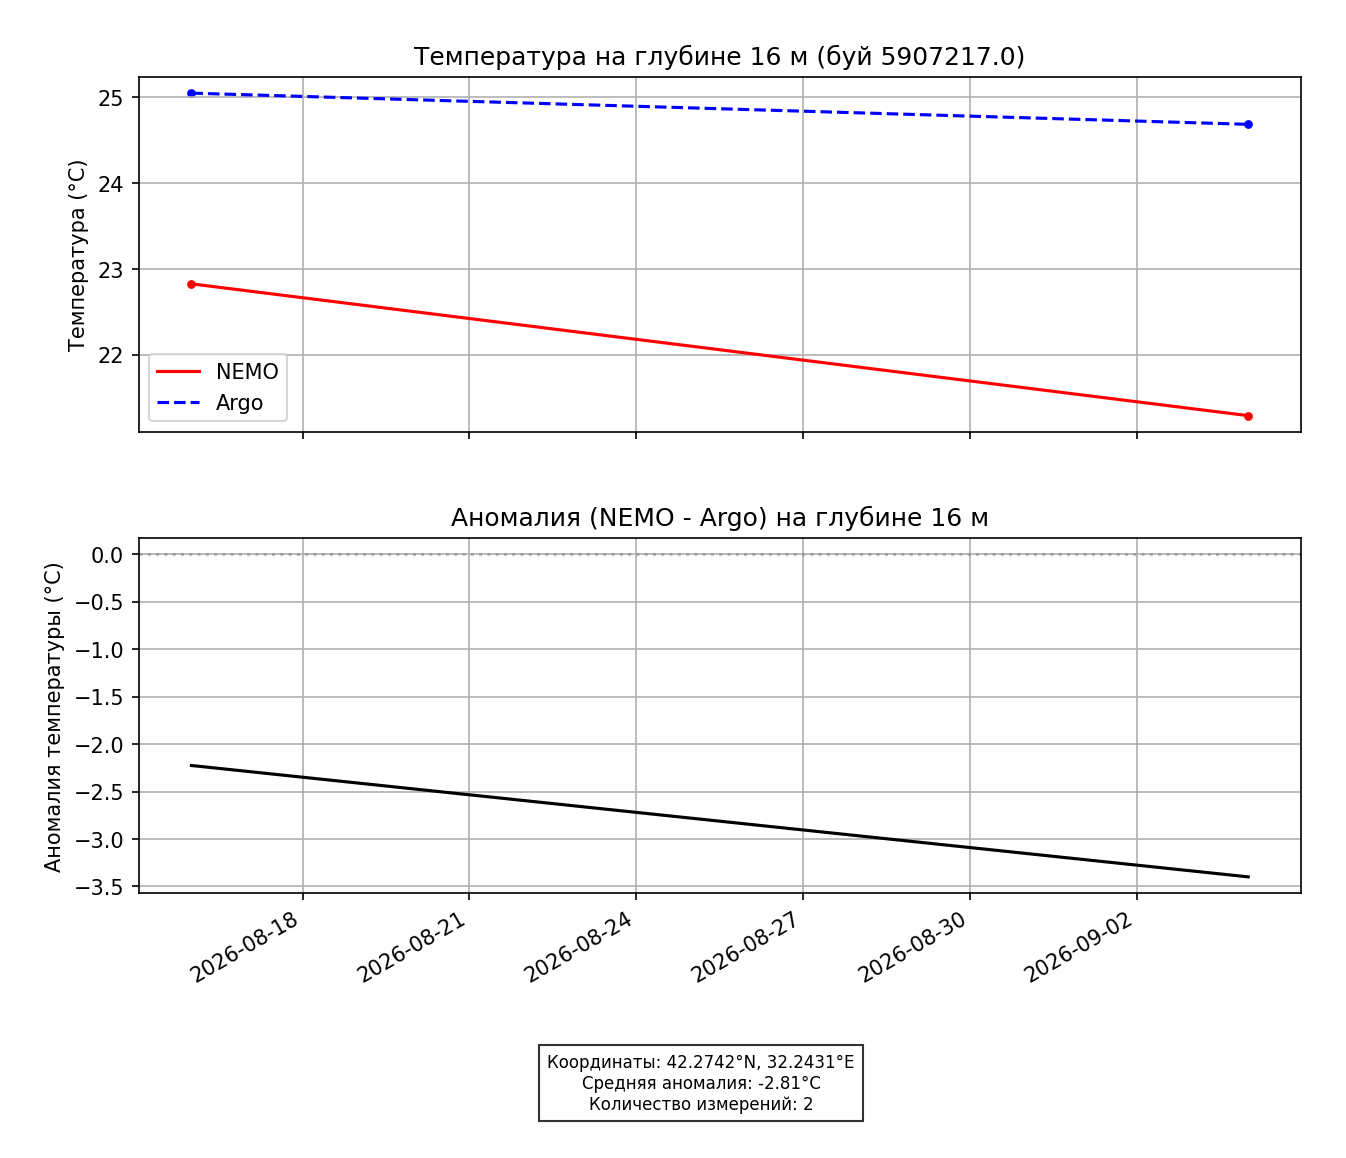 Температура на глубине 16 м (буй 5907217.0)
Температура (°C)
25
24
23
22
NEMO
Argo
Аномалия (NEMO - Argo) на глубине 16 м
Аномалия температуры (°C)
0.0
−0.5
−1.0
−1.5
−2.0
−2.5
−3.0
−3.5
2026-08-18
2026-08-21
2026-08-24
2026-08-27
2026-08-30
2026-09-02
Координаты: 42.2742°N, 32.2431°E
Средняя аномалия: -2.81°C
Количество измерений: 2